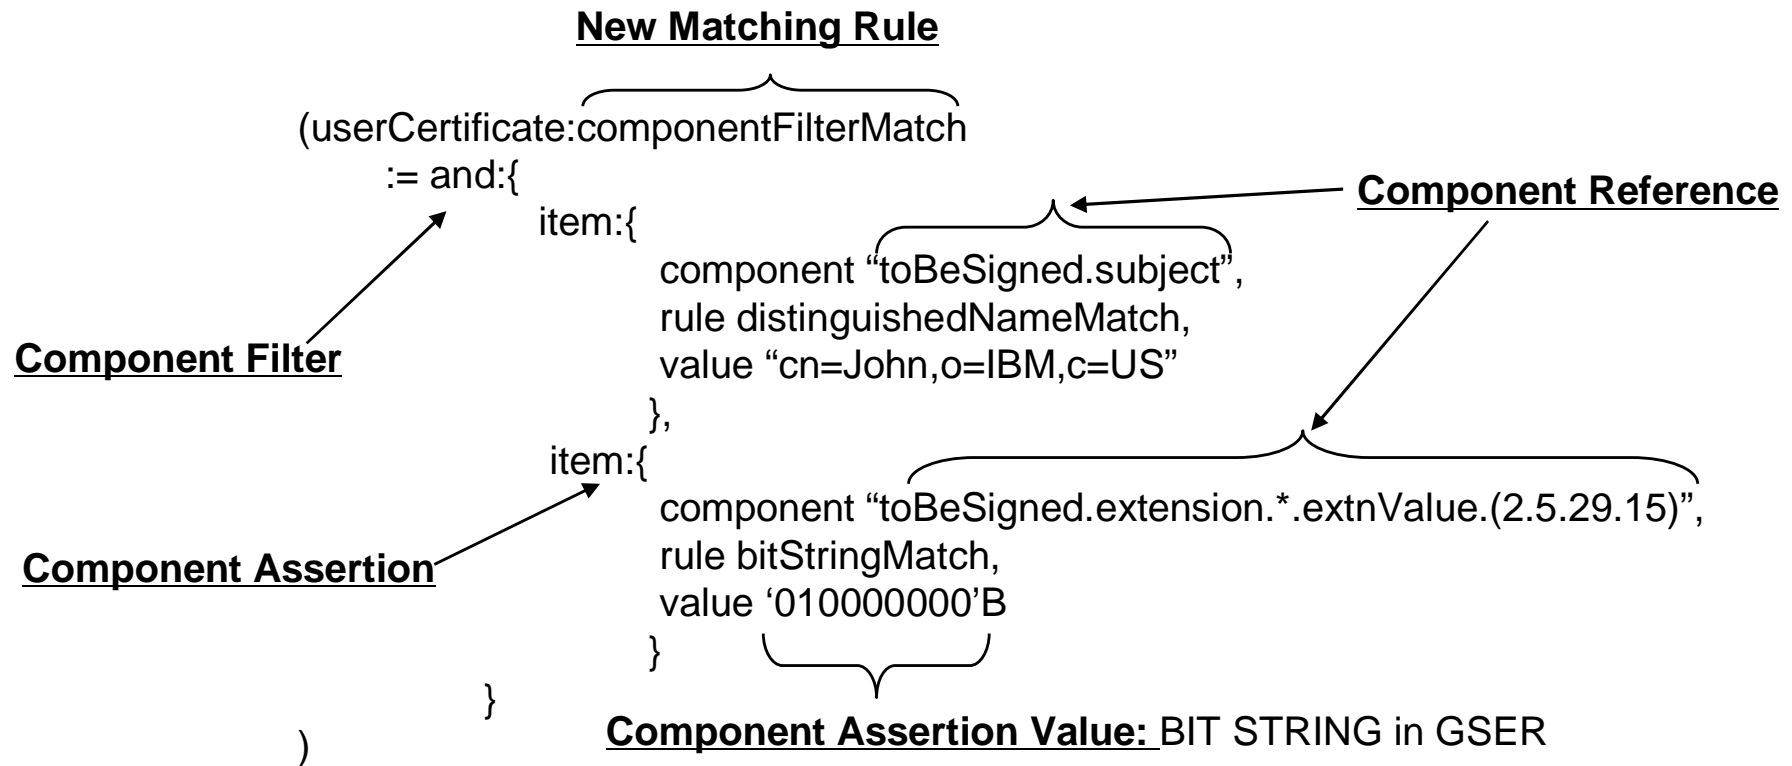 New Matching Rule
(userCertificate:componentFilterMatch
:= and:{
Component Reference
item:{
component “toBeSigned.subject”,
rule distinguishedNameMatch,
Component Filter
value “cn=John,o=IBM,c=US”
},
item:{
component “toBeSigned.extension.*.extnValue.(2.5.29.15)”,
rule bitStringMatch,
Component Assertion
value ‘010000000’B
}
}
Component Assertion Value: BIT STRING in GSER
)